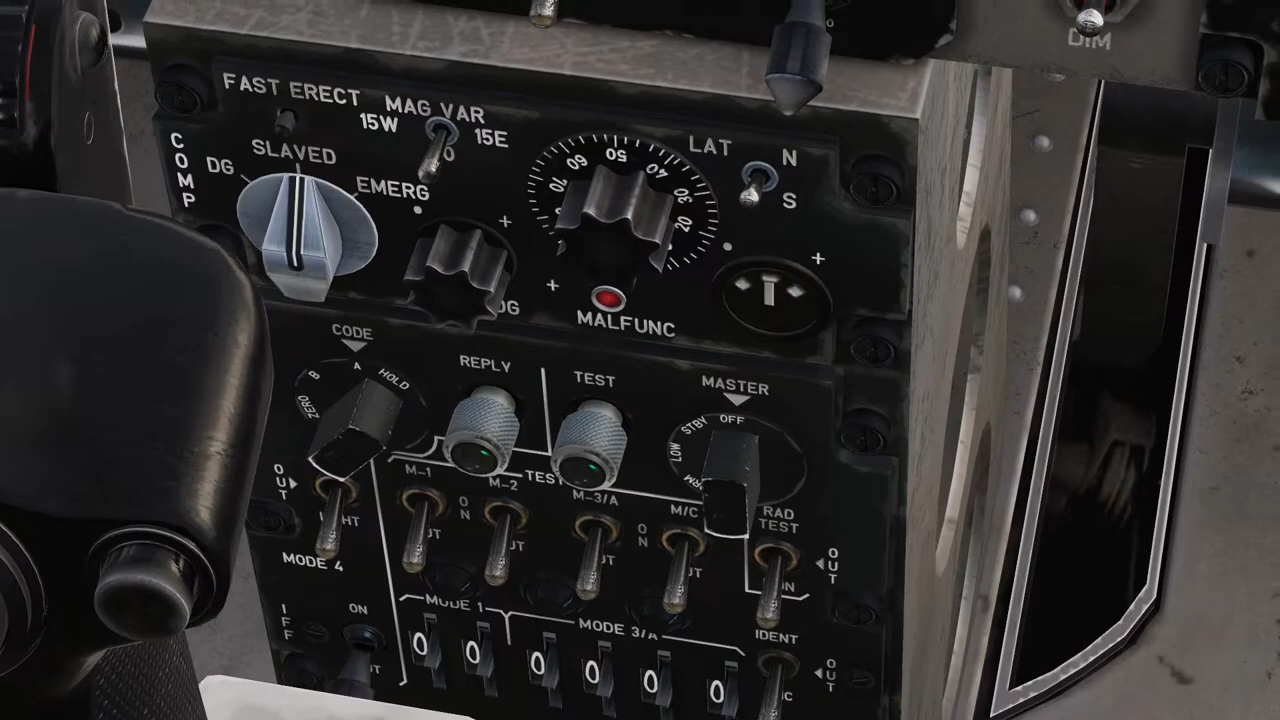 DIM
FAST ERECT
MAG VAR
15W
15E
0
COMP
SLAVED
DG
EMERG
+
LAT
N
S
70 60 50 40 30 20
+
MALFUNC
+
CODE
ZERO B A HOLD
REPLY
TEST
MASTER
LOW STBY OFF
OUT
MODE 4
TEST
M-1
M-2
M-3/A
M/C
ON
ON
RAD TEST
OUT
MODE 1
MODE 3/A
IDENT
OUT
IFF
ON
0 0 0 0 0 0